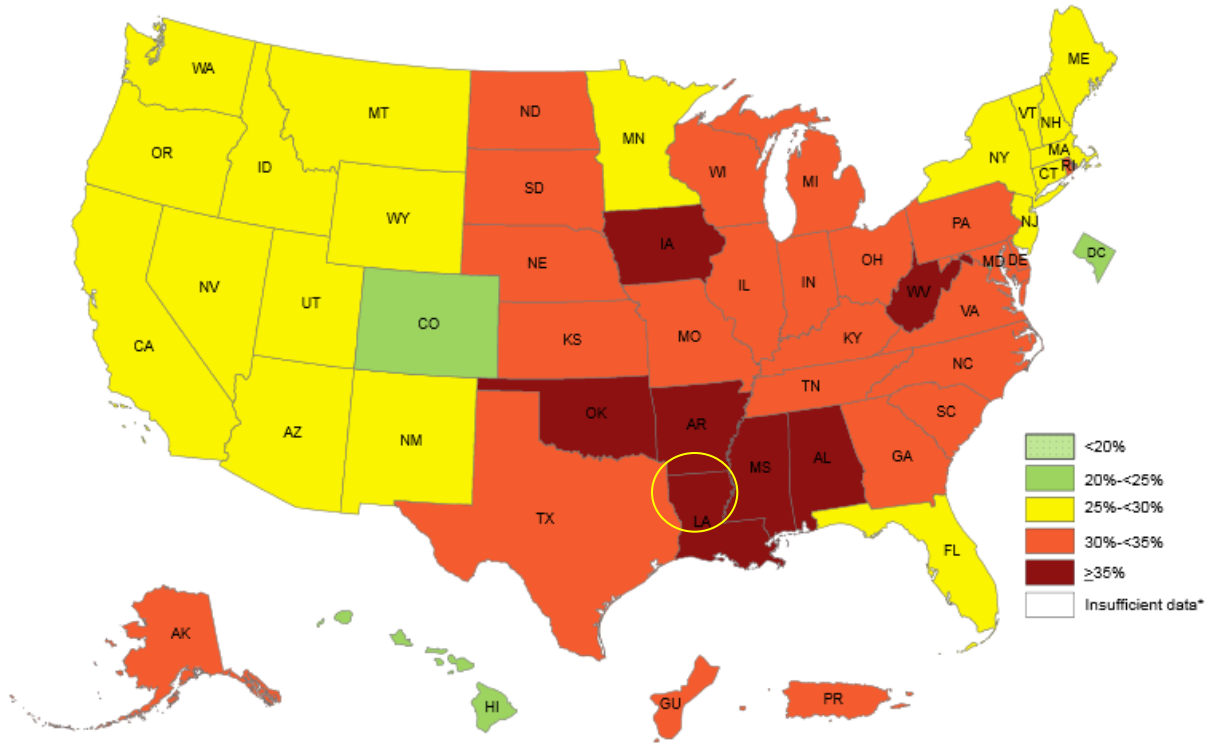 WA
MT
ND
MN
ME
VT
NH
OR
ID
SD
WI
MI
NY
MA
CT
RI
WY
IA
NE
PA
NJ
NV
UT
CO
IL
IN
OH
MD
DE
DC
WV
VA
CA
KS
MO
KY
NC
TN
AZ
NM
OK
AR
SC
MS
AL
GA
TX
LA
FL
<20%
20%-<25%
25%-<30%
30%-<35%
≥35%
Insufficient data*
AK
HI
GU
PR